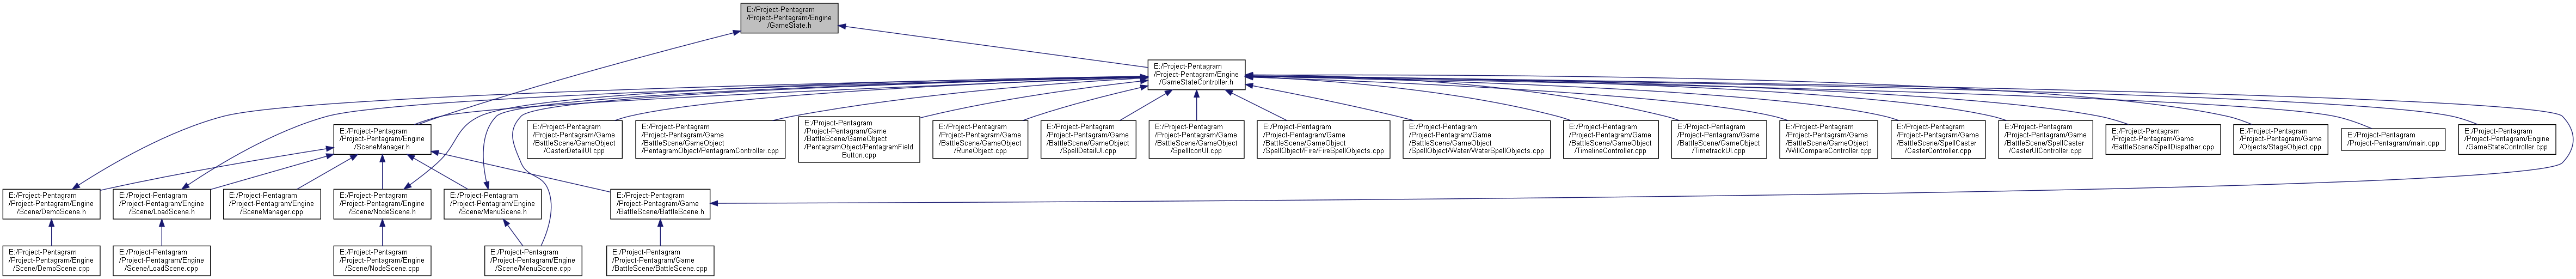 E:/Project-Pentagram
/Project-Pentagram/Engine
/GameState.h
E:/Project-Pentagram
/Project-Pentagram/Engine
/GameStateController.h
E:/Project-Pentagram
/Project-Pentagram/Engine
/SceneManager.h
E:/Project-Pentagram
/Project-Pentagram/Game
/BattleScene/GameObject
/CasterDetailUI.cpp
E:/Project-Pentagram
/Project-Pentagram/Game
/BattleScene/GameObject
/PentagramObject/PentagramController.cpp
E:/Project-Pentagram
/Project-Pentagram/Game
/BattleScene/GameObject
/PentagramObject/PentagramField
Button.cpp
E:/Project-Pentagram
/Project-Pentagram/Game
/BattleScene/GameObject
/RuneObject.cpp
E:/Project-Pentagram
/Project-Pentagram/Game
/BattleScene/GameObject
/SpellDetailUI.cpp
E:/Project-Pentagram
/Project-Pentagram/Game
/BattleScene/GameObject
/SpellIconUI.cpp
E:/Project-Pentagram
/Project-Pentagram/Game
/BattleScene/GameObject
/SpellObject/Fire/FireSpellObjects.cpp
E:/Project-Pentagram
/Project-Pentagram/Game
/BattleScene/GameObject
/SpellObject/Water/WaterSpellObjects.cpp
E:/Project-Pentagram
/Project-Pentagram/Game
/BattleScene/GameObject
/TimelineController.cpp
E:/Project-Pentagram
/Project-Pentagram/Game
/BattleScene/GameObject
/TimetrackUI.cpp
E:/Project-Pentagram
/Project-Pentagram/Game
/BattleScene/GameObject
/WillCompareController.cpp
E:/Project-Pentagram
/Project-Pentagram/Game
/BattleScene/SpellCaster
/CasterController.cpp
E:/Project-Pentagram
/Project-Pentagram/Game
/BattleScene/SpellCaster
/CasterUIController.cpp
E:/Project-Pentagram
/Project-Pentagram/Game
/BattleScene/SpellDispather.cpp
E:/Project-Pentagram
/Project-Pentagram/Game
/Objects/StageObject.cpp
E:/Project-Pentagram
/Project-Pentagram/main.cpp
E:/Project-Pentagram
/Project-Pentagram/Engine
/GameStateController.cpp
E:/Project-Pentagram
/Project-Pentagram/Engine
/Scene/DemoScene.h
E:/Project-Pentagram
/Project-Pentagram/Engine
/Scene/LoadScene.h
E:/Project-Pentagram
/Project-Pentagram/Engine
/SceneManager.cpp
E:/Project-Pentagram
/Project-Pentagram/Engine
/Scene/NodeScene.h
E:/Project-Pentagram
/Project-Pentagram/Engine
/Scene/MenuScene.h
E:/Project-Pentagram
/Project-Pentagram/Game
/BattleScene/BattleScene.h
E:/Project-Pentagram
/Project-Pentagram/Engine
/Scene/DemoScene.cpp
E:/Project-Pentagram
/Project-Pentagram/Engine
/Scene/LoadScene.cpp
E:/Project-Pentagram
/Project-Pentagram/Engine
/Scene/NodeScene.cpp
E:/Project-Pentagram
/Project-Pentagram/Engine
/Scene/MenuScene.cpp
E:/Project-Pentagram
/Project-Pentagram/Game
/BattleScene/BattleScene.cpp